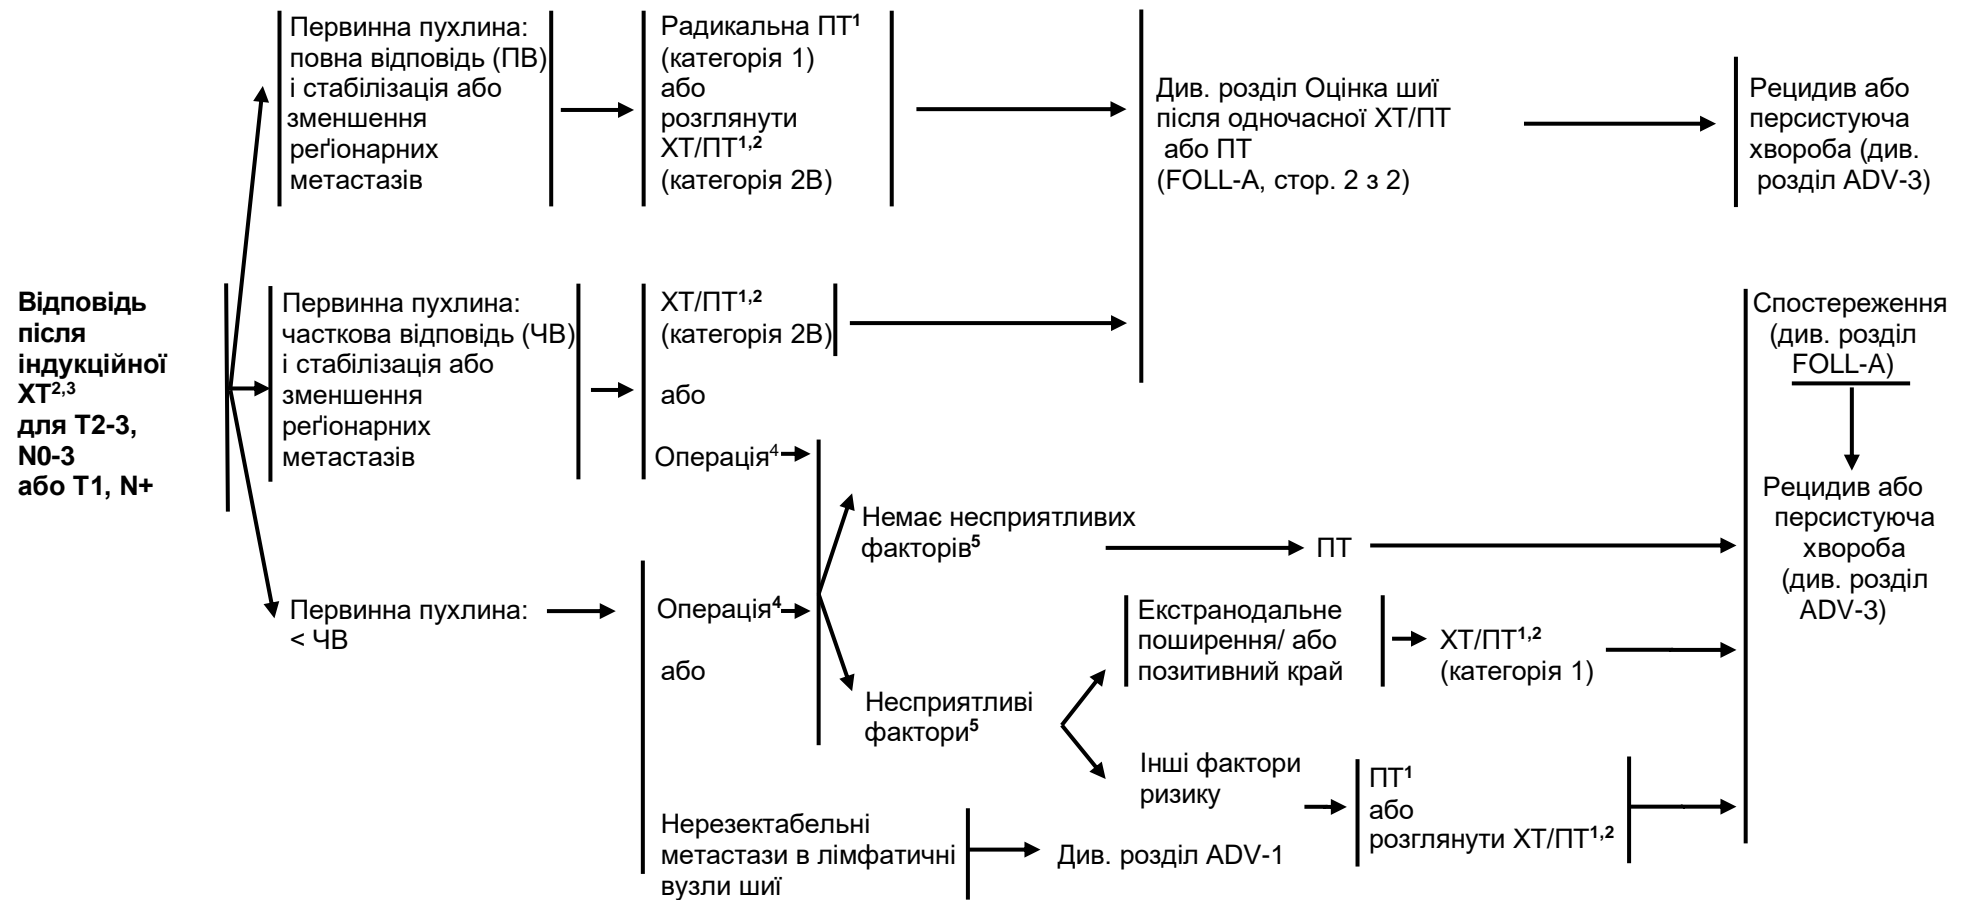 Відповідь
після
індукційної
ХТ2,3
для Т2-3,
N0-3
або Т1, N+
Первинна пухлина:
повна відповідь (ПВ)
і стабілізація або
зменшення
реґіонарних
метастазів
Радикальна ПТ1
(категорія 1)
або
розглянути
ХТ/ПТ1,2
(категорія 2В)
Див. розділ Оцінка шиї
після одночасної ХТ/ПТ
або ПТ
(FOLL-A, стор. 2 з 2)
Рецидив або
персистуюча
хвороба (див.
розділ ADV-3)
Первинна пухлина:
часткова відповідь (ЧВ)
і стабілізація або
зменшення
реґіонарних
метастазів
ХТ/ПТ1,2
(категорія 2В)
або
Операція4
Первинна пухлина:
< ЧВ
Операція4
або
Нерезектабельні
метастази в лімфатичні
вузли шиї
Див. розділ ADV-1
Немає несприятливих
факторів5
ПТ
Несприятливі
фактори5
Екстранодальне
поширення/ або
позитивний край
ХТ/ПТ1,2
(категорія 1)
Інші фактори
ризику
ПТ1
або
розглянути ХТ/ПТ1,2
Спостереження
(див. розділ
FOLL-A)
Рецидив або
персистуюча
хвороба
(див. розділ
ADV-3)